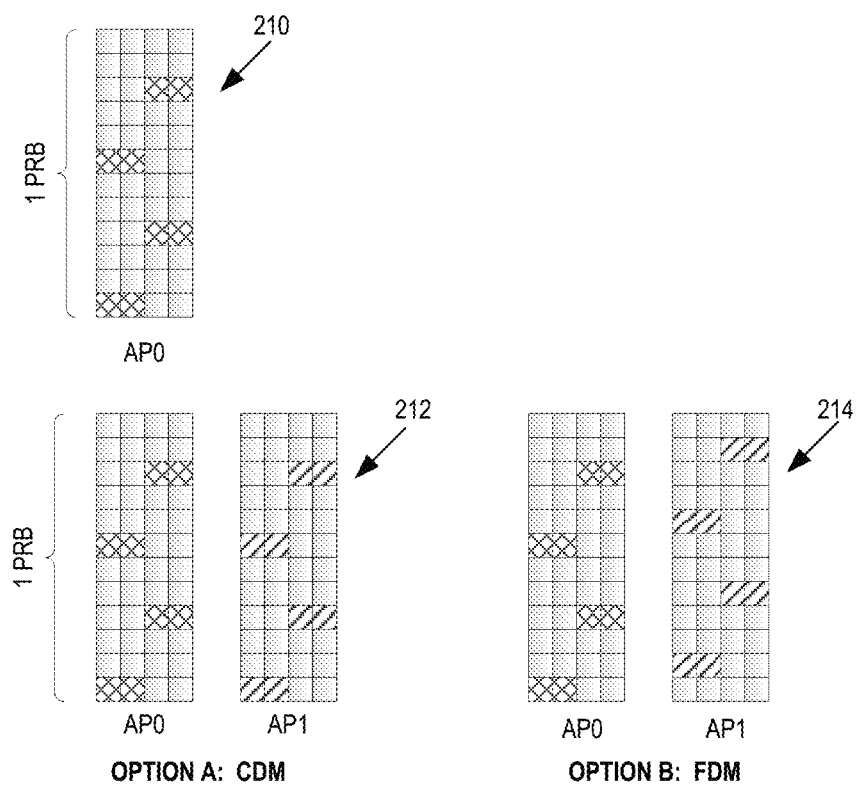 210
1 PRB
AP0
212
214
1 PRB
AP0
AP1
AP0
AP1
OPTION A: CDM
OPTION B: FDM